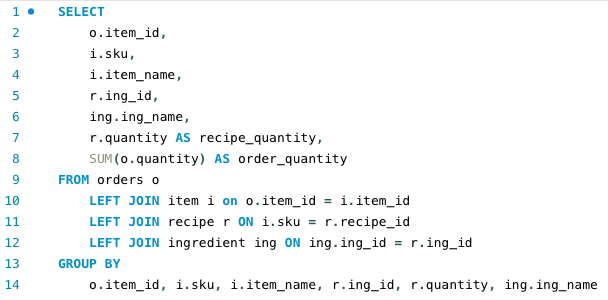 1 SELECT
2 o.item_id,
3 i.sku,
4 i.item_name,
5 r.ing_id,
6 ing.ing_name,
7 r.quantity AS recipe_quantity,
8 SUM(o.quantity) AS order_quantity
9 FROM orders o
10 LEFT JOIN item i on o.item_id = i.item_id
11 LEFT JOIN recipe r ON i.sku = r.recipe_id
12 LEFT JOIN ingredient ing ON ing.ing_id = r.ing_id
13 GROUP BY
14 o.item_id, i.sku, i.item_name, r.ing_id, r.quantity, ing.ing_name